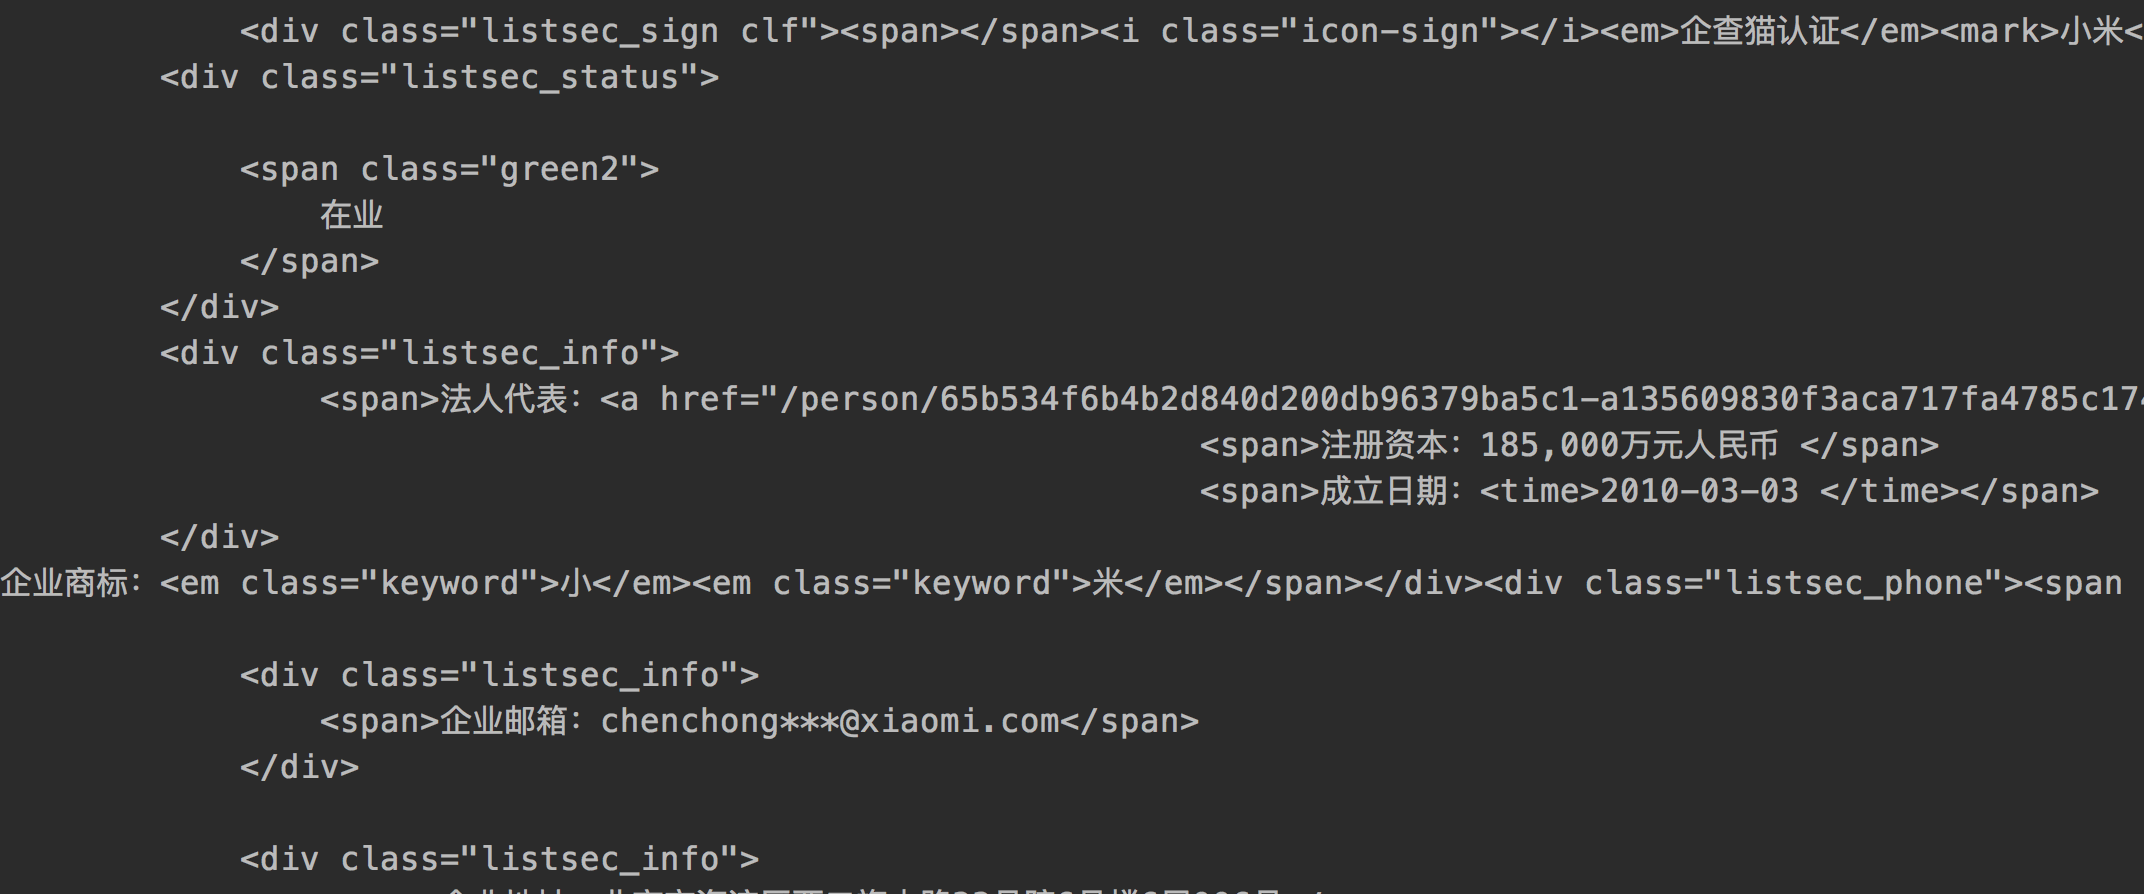 <div class="listsec_sign clf"><span></span><i class="icon-sign"></i><em>企查猫认证</em><mark>小米<
<div class="listsec_status">
<span class="green2">
在业
</span>
</div>
<div class="listsec_info">
<span>法人代表：<a href="/person/65b534f6b4b2d840d200db96379ba5c1-a135609830f3aca717fa4785c174
<span>注册资本：185,000万元人民币 </span>
<span>成立日期：<time>2010-03-03 </time></span>
</div>
企业商标：<em class="keyword">小</em><em class="keyword">米</em></span></div><div class="listsec_phone"><span
<div class="listsec_info">
<span>企业邮箱：chenchong***@xiaomi.com</span>
</div>
<div class="listsec_info">